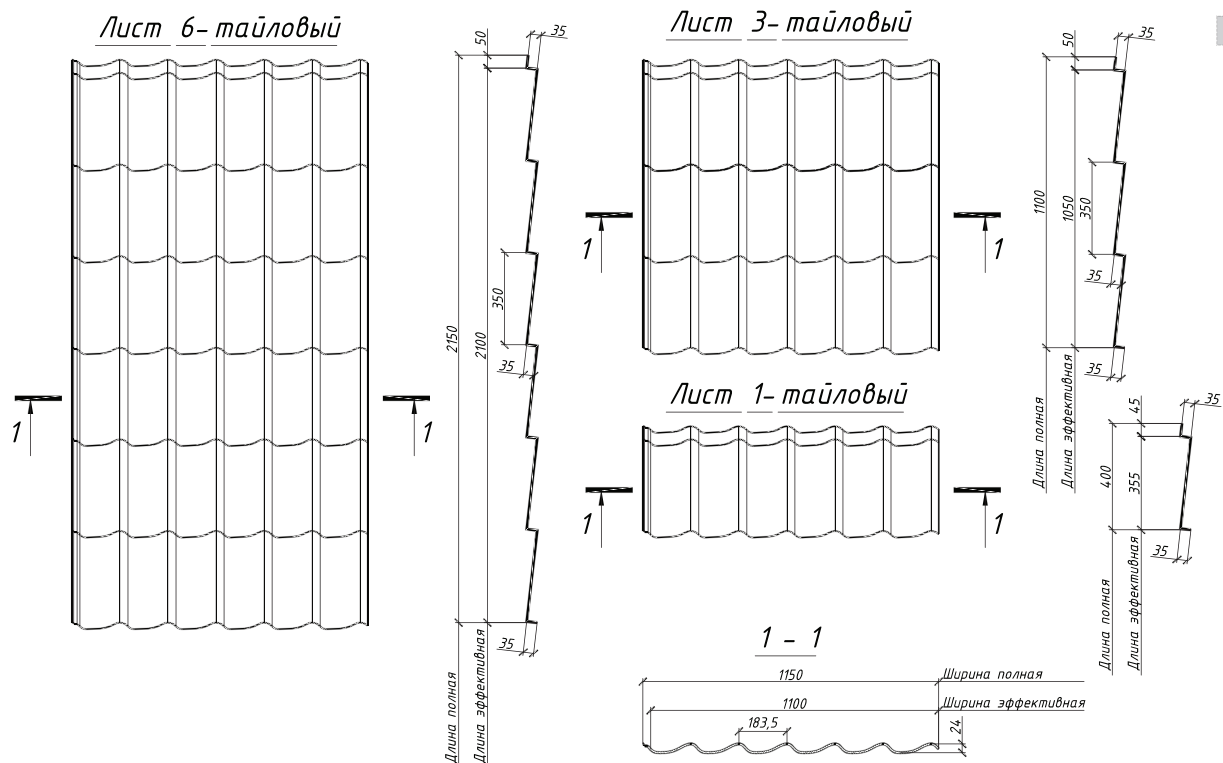 Лист 6- тайловый
50
35
2150
2100
350
35
35
Длина полная
Длина эффективная
1
1
Лист 3- тайловый
50
35
1100
1050
350
35
35
Длина полная
Длина эффективная
1
1
Лист 1- тайловый
45
35
400
355
35
Длина полная
Длина эффективная
1
1
1 - 1
1150
Ширина полная
1100
Ширина эффективная
183,5
24